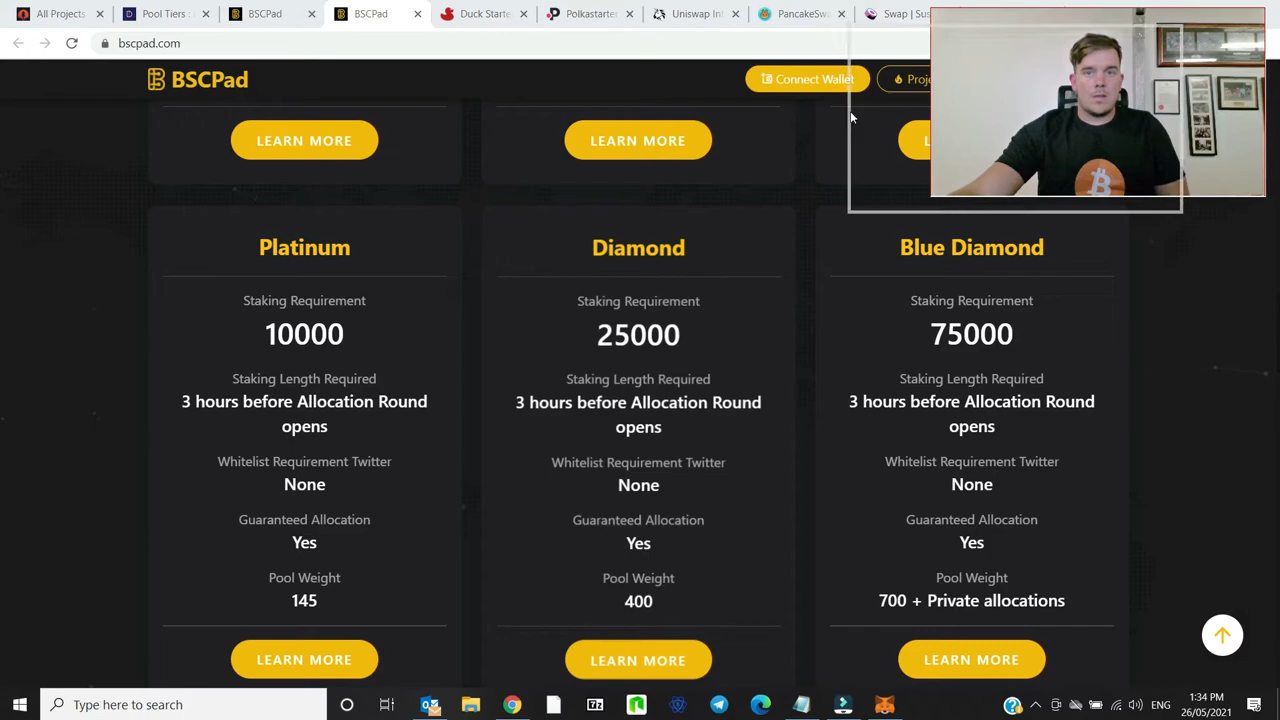 All Projects
Pool Tiers :: c
BSCPad
BSCPad
Duck Starte
Polkastarte
Uniswap In
PancakeSw
Swap | Sus
bscpad.com
BSCPad
Connect Wallet
Proje
LEARN MORE
LEARN MORE
Platinum
Staking Requirement
10000
Staking Length Required
3 hours before Allocation Round
opens
Whitelist Requirement Twitter
None
Guaranteed Allocation
Yes
Pool Weight
145
LEARN MORE
Diamond
Staking Requirement
25000
Staking Length Required
3 hours before Allocation Round
opens
Whitelist Requirement Twitter
None
Guaranteed Allocation
Yes
Pool Weight
400
LEARN MORE
Blue Diamond
Staking Requirement
75000
Staking Length Required
3 hours before Allocation Round
opens
Whitelist Requirement Twitter
None
Guaranteed Allocation
Yes
Pool Weight
700 + Private allocations
LEARN MORE
Type here to search
ENG
1:34 PM
26/05/2021